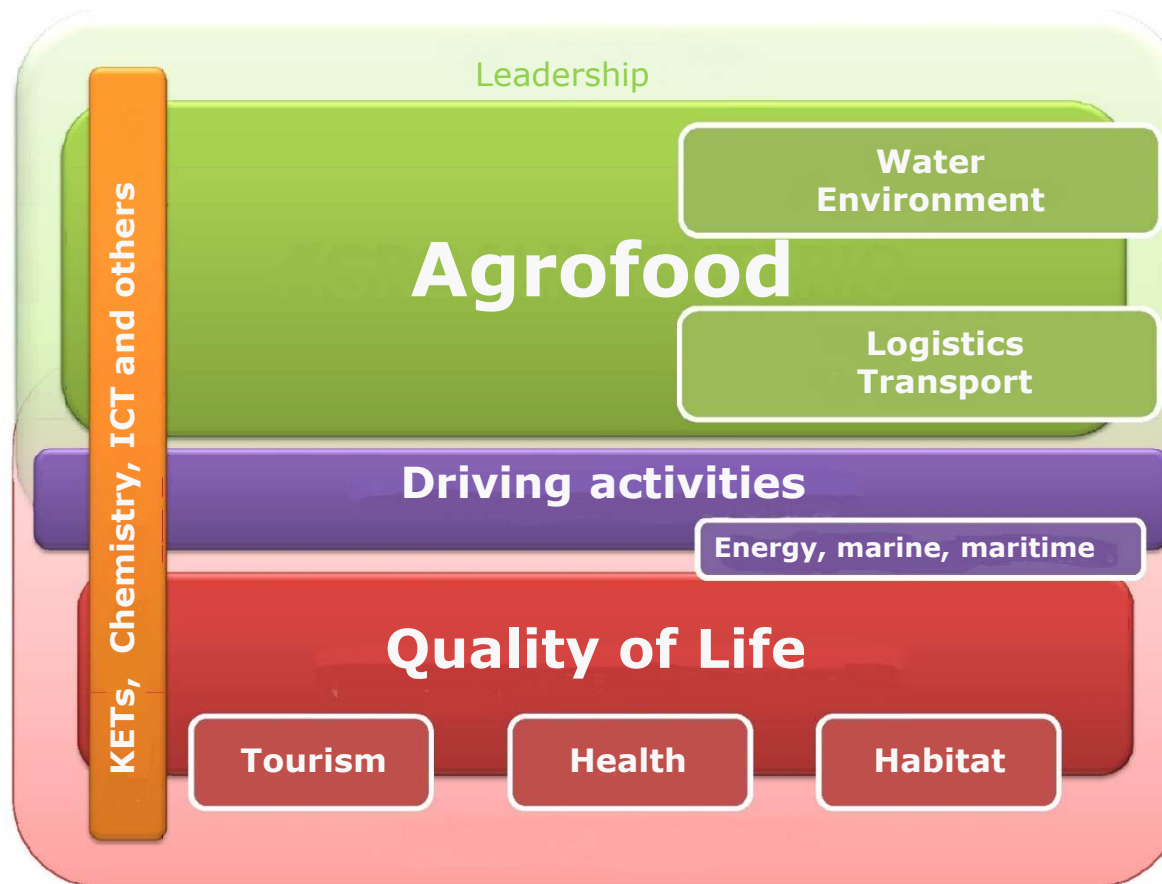 Leadership
Water
Environment
Agrofood
Logistics
Transport
KETs, Chemistry, ICT and others
Driving activities
Energy, marine, maritime
Quality of Life
Tourism
Health
Habitat